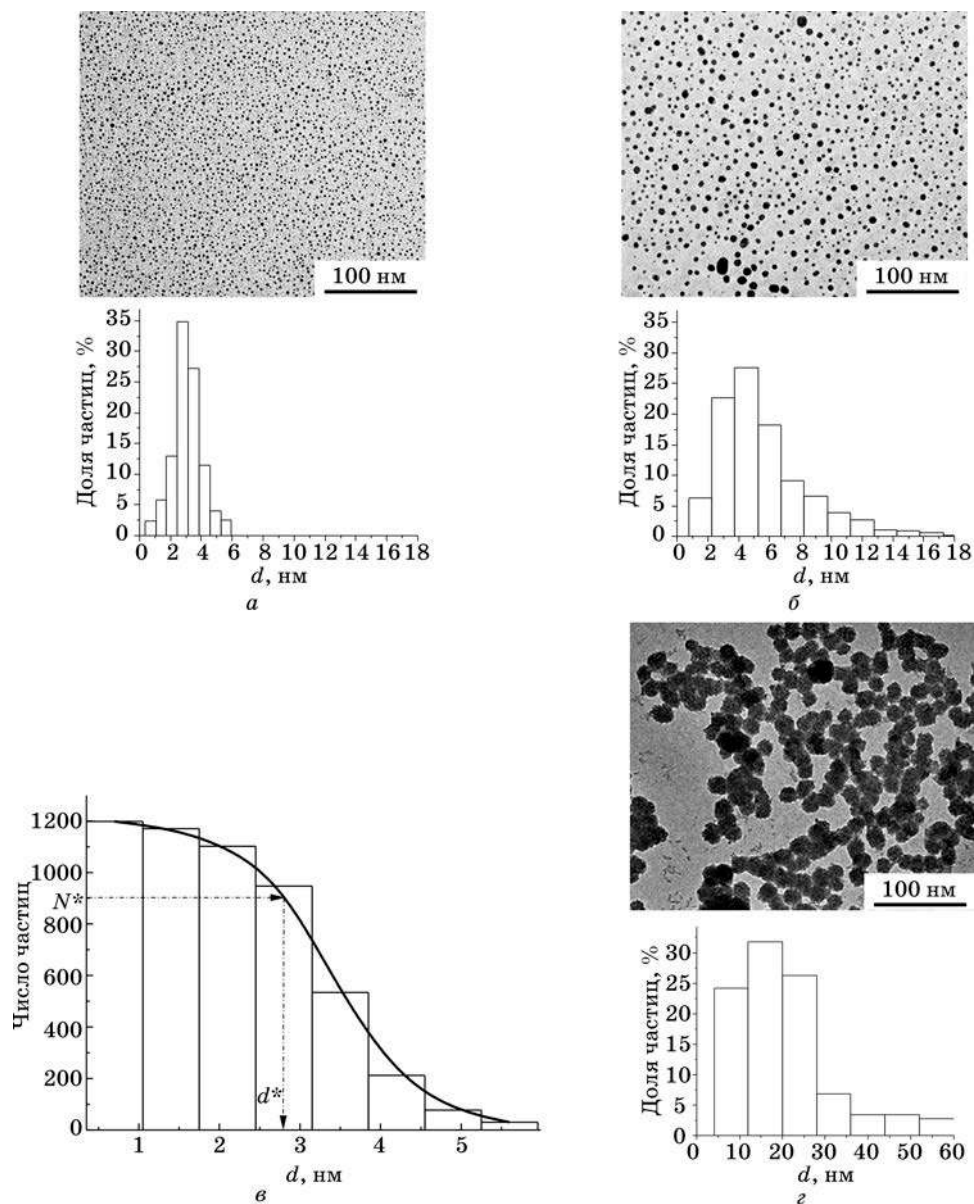 100 нм
100 нм
Доля частиц, %
35
30
25
20
15
10
5
0
0 2 4 6 8 10 12 14 16 18
d, нм
а
Доля частиц, %
35
30
25
20
15
10
5
0
0 2 4 6 8 10 12 14 16 18
d, нм
б
100 нм
Число частиц
1200
1000
N*
800
600
400
200
0
d*
1 2 3 4 5
d, нм
в
Доля частиц, %
30
25
20
15
10
5
0
0 10 20 30 40 50 60
d, нм
г